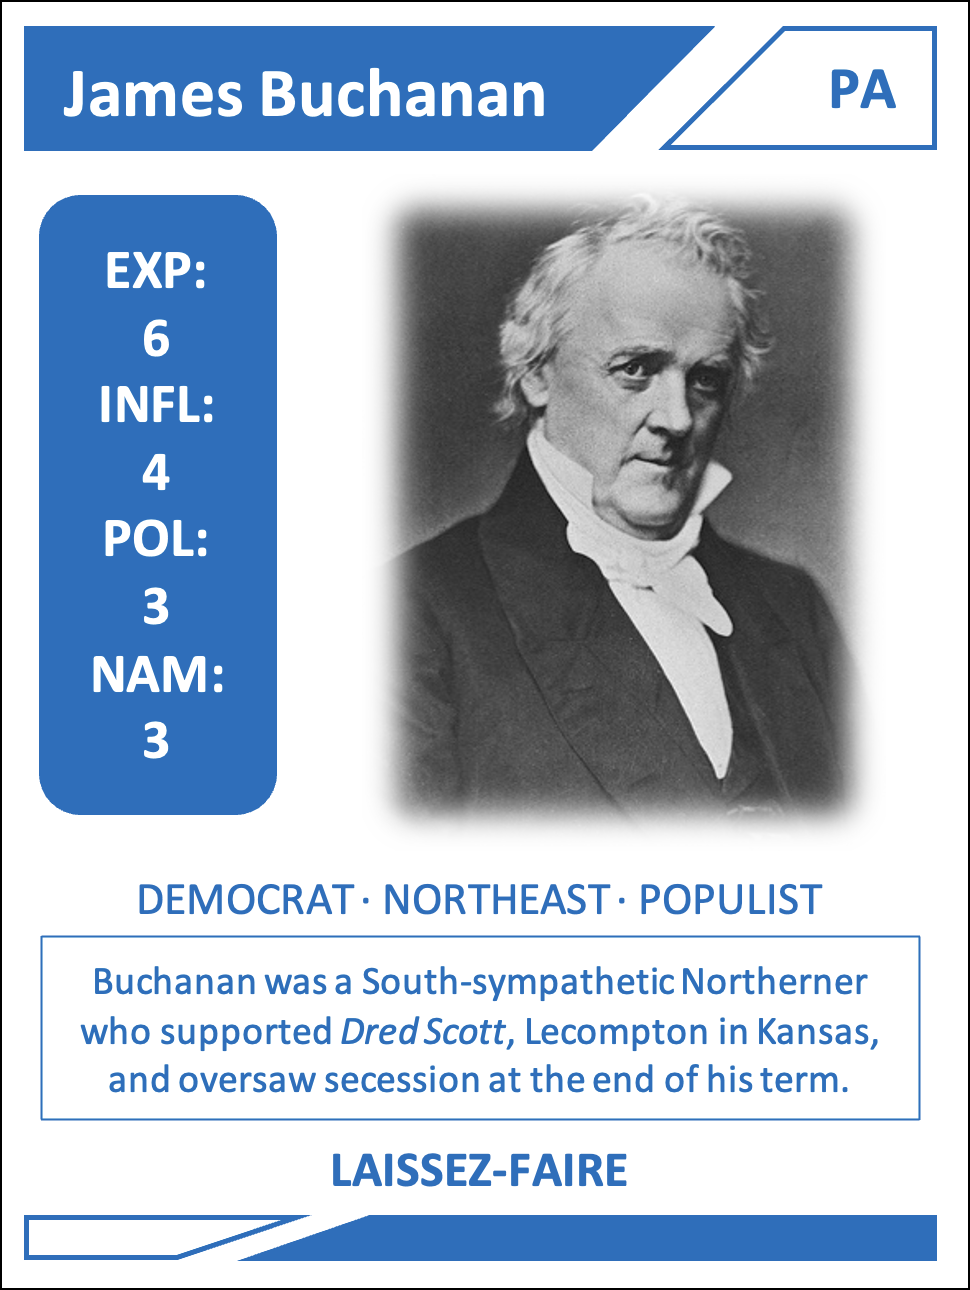 James Buchanan
PA
EXP:
6
INFL:
4
POL:
3
NAM:
3
DEMOCRAT · NORTHEAST · POPULIST
Buchanan was a South-sympathetic Northerner
who supported Dred Scott, Lecompton in Kansas,
and oversaw secession at the end of his term.
LAISSEZ-FAIRE